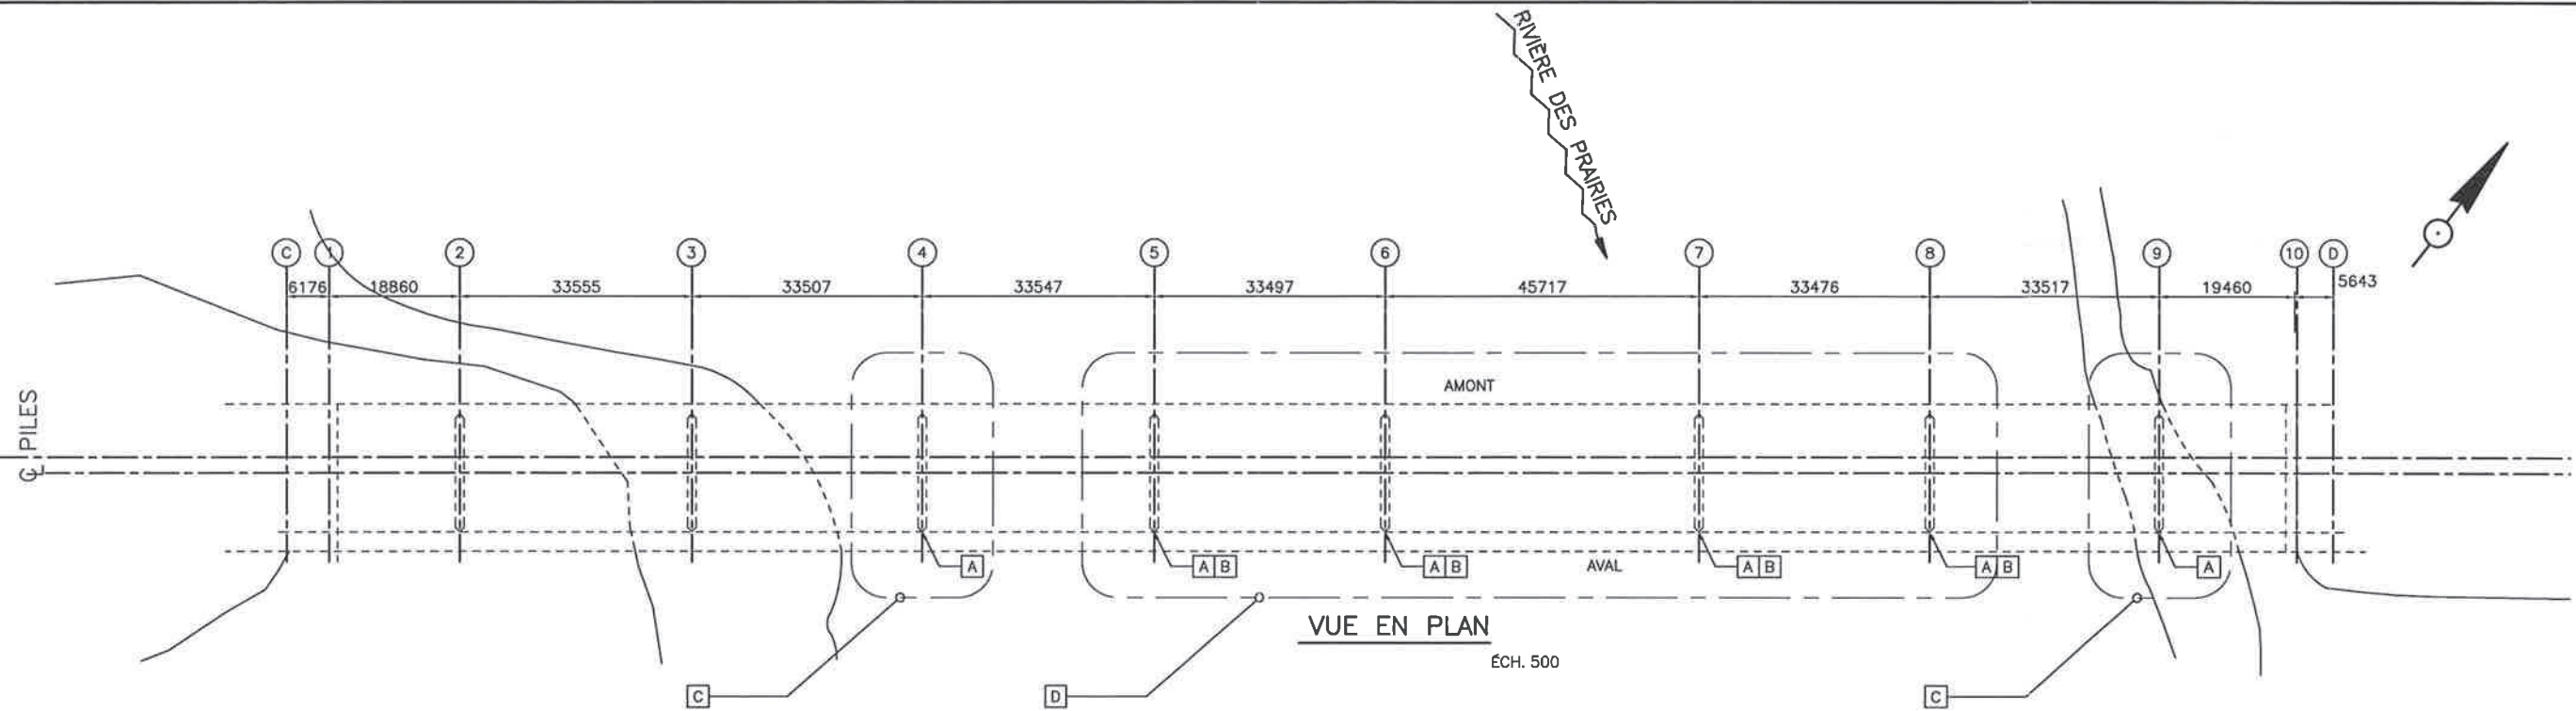 RIVIÈRE DES PRAIRIES
C 1 2 3 4 5 6 7 8 9 10 D
6176 18860 33555 33507 33547 33497 45717 33476 33517 19460 5643
AMONT
℄ PILES
A A B A B AVAL A B A B A
VUE EN PLAN
ÉCH. 500
C D C